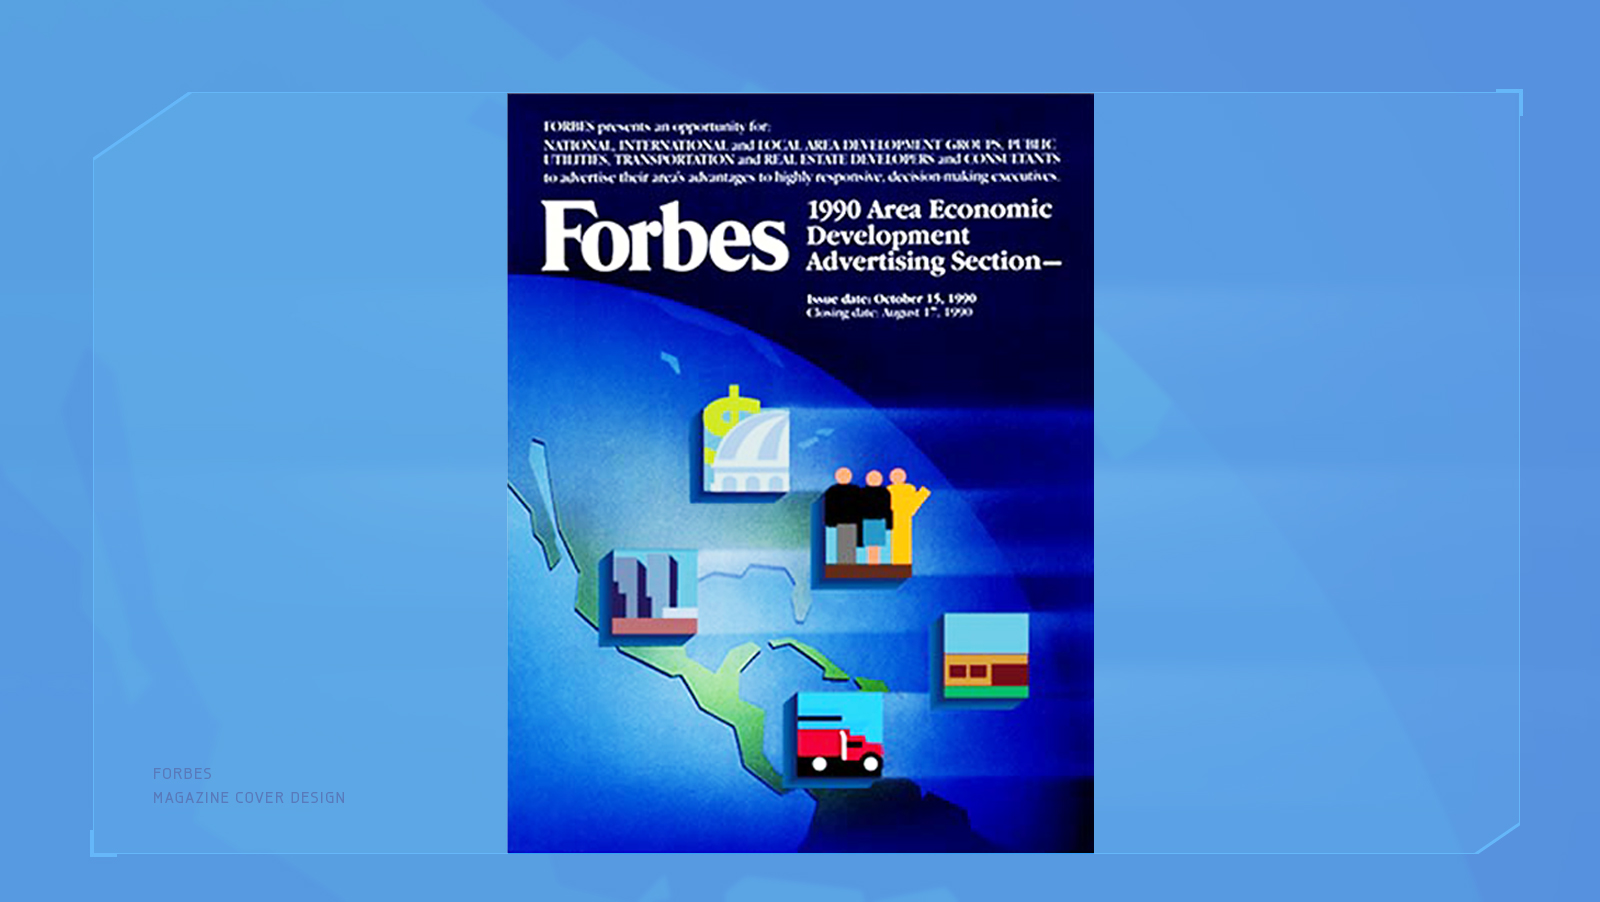 FORBES presents an opportunity for:
NATIONAL, INTERNATIONAL and LOCAL AREA DEVELOPMENT GROUPS, PUBLIC
UTILITIES, TRANSPORTATION and REAL ESTATE DEVELOPERS and CONSULTANTS
to advertise their area's advantages to highly responsive, decision-making executives.
Forbes
1990 Area Economic
Development
Advertising Section—
Issue date: October 15, 1990
Closing date: August 17, 1990
$
FORBES
MAGAZINE COVER DESIGN